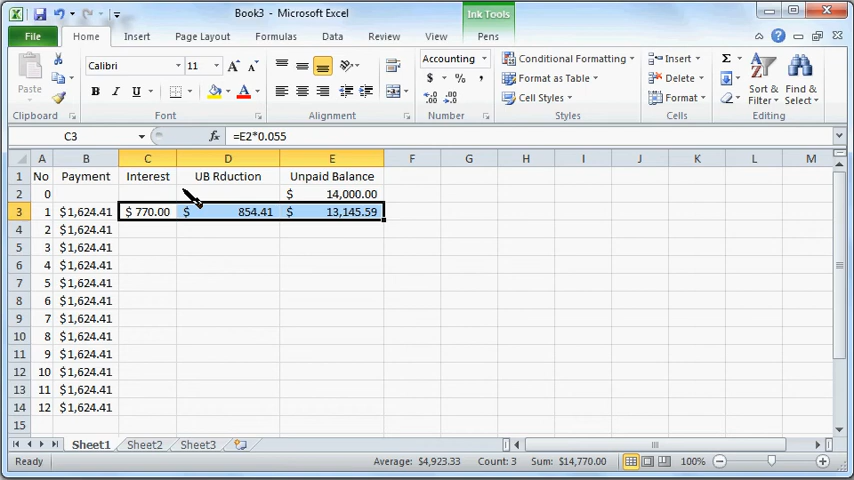 Book3 - Microsoft Excel
Ink Tools
File Home Insert Page Layout Formulas Data Review View Pens
Calibri 11 Accounting Conditional Formatting Insert Σ
Paste $ % , Format as Table Delete Sort & Find &
B I U A Cell Styles Format Filter Select
Clipboard Font Alignment Number Styles Cells Editing
C3 fx =E2*0.055
A B C D E F G H I J K L M
1 No Payment Interest UB Rduction Unpaid Balance
2 0 $ 14,000.00
3 1 $1,624.41 $ 770.00 $ 854.41 $ 13,145.59
4 2 $1,624.41
5 3 $1,624.41
6 4 $1,624.41
7 5 $1,624.41
8 6 $1,624.41
9 7 $1,624.41
10 8 $1,624.41
11 9 $1,624.41
12 10 $1,624.41
13 11 $1,624.41
14 12 $1,624.41
15
Sheet1 Sheet2 Sheet3
Ready Average: $4,923.33 Count: 3 Sum: $14,770.00 100%